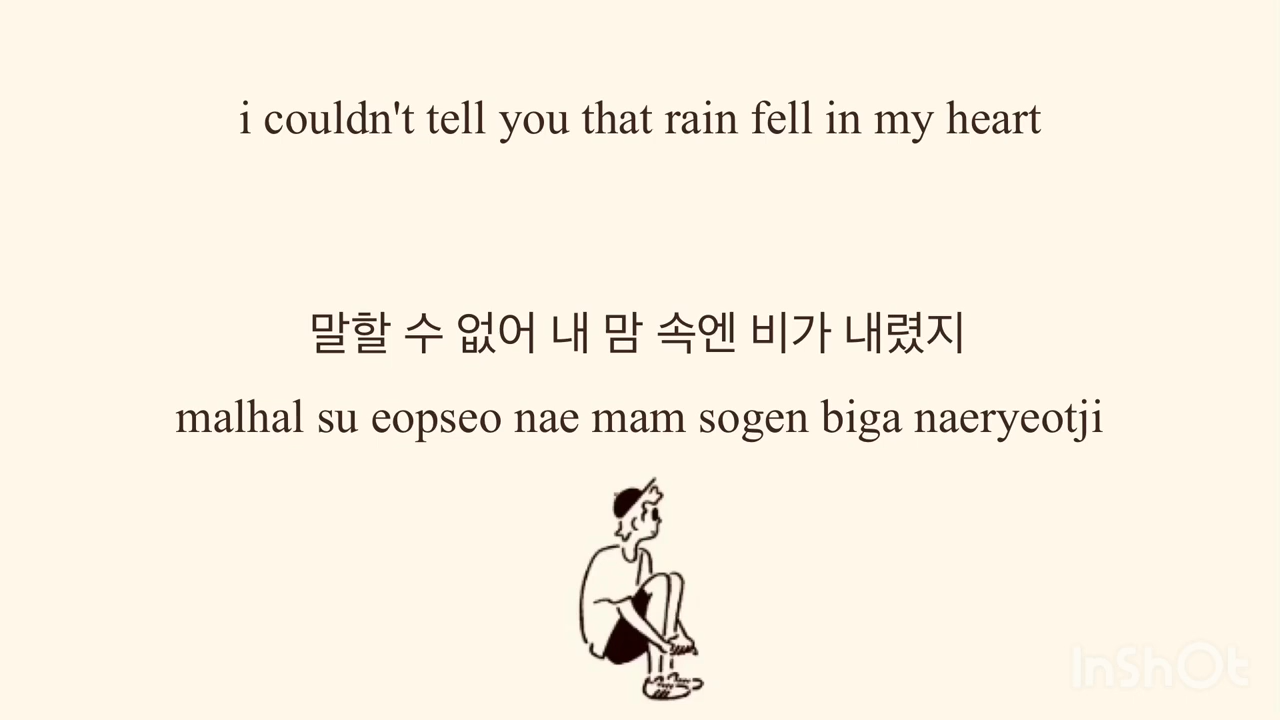 i couldn't tell you that rain fell in my heart
말할 수 없어 내 맘 속엔 비가 내렸지
malhal su eopseo nae mam sogen biga naeryeotji
InShOt